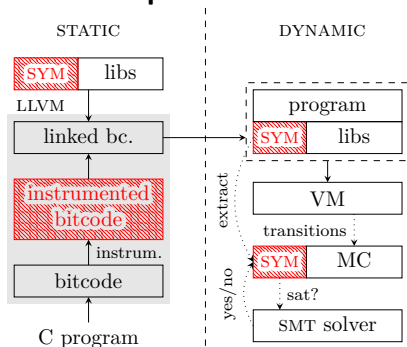 STATIC
DYNAMIC
SYM libs
LLVM
linked bc.
instrumented
bitcode
instrum.
bitcode
C program
program
SYM libs
extract
VM
transitions
SYM MC
yes/no
sat?
SMT solver